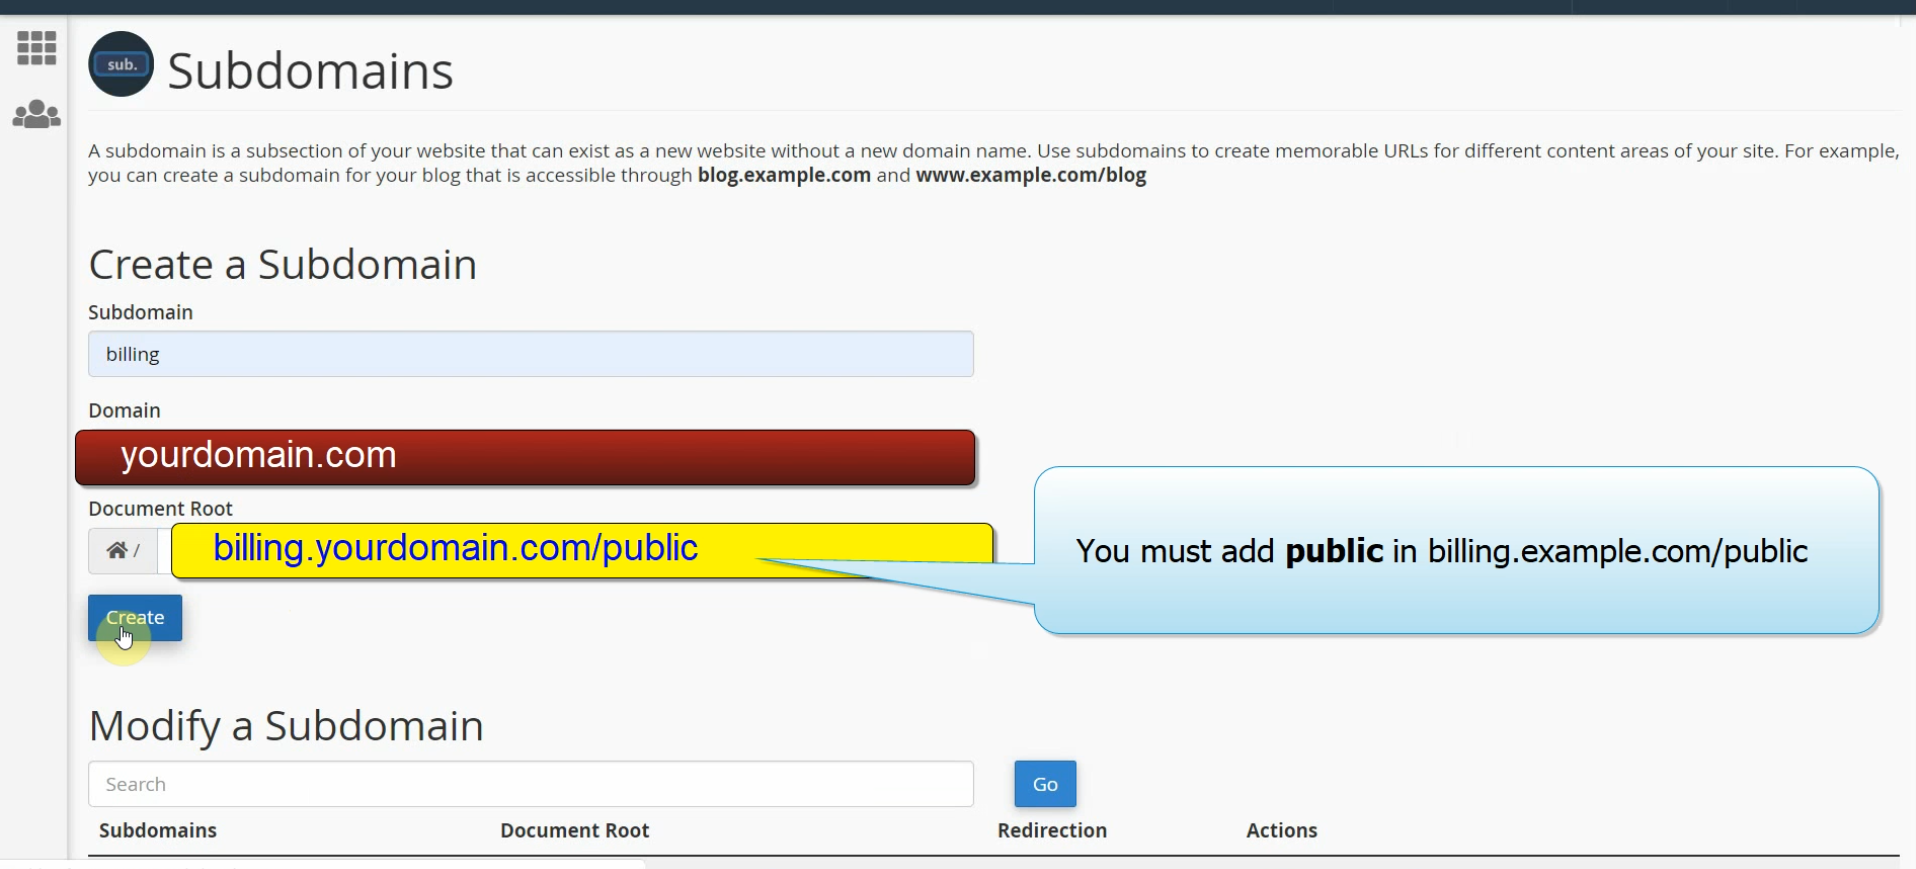 sub.
Subdomains
A subdomain is a subsection of your website that can exist as a new website without a new domain name. Use subdomains to create memorable URLs for different content areas of your site. For example,
you can create a subdomain for your blog that is accessible through blog.example.com and www.example.com/blog
Create a Subdomain
Subdomain
billing
Domain
yourdomain.com
Document Root
/
billing.yourdomain.com/public
You must add public in billing.example.com/public
Create
Modify a Subdomain
Search
Go
Subdomains Document Root Redirection Actions